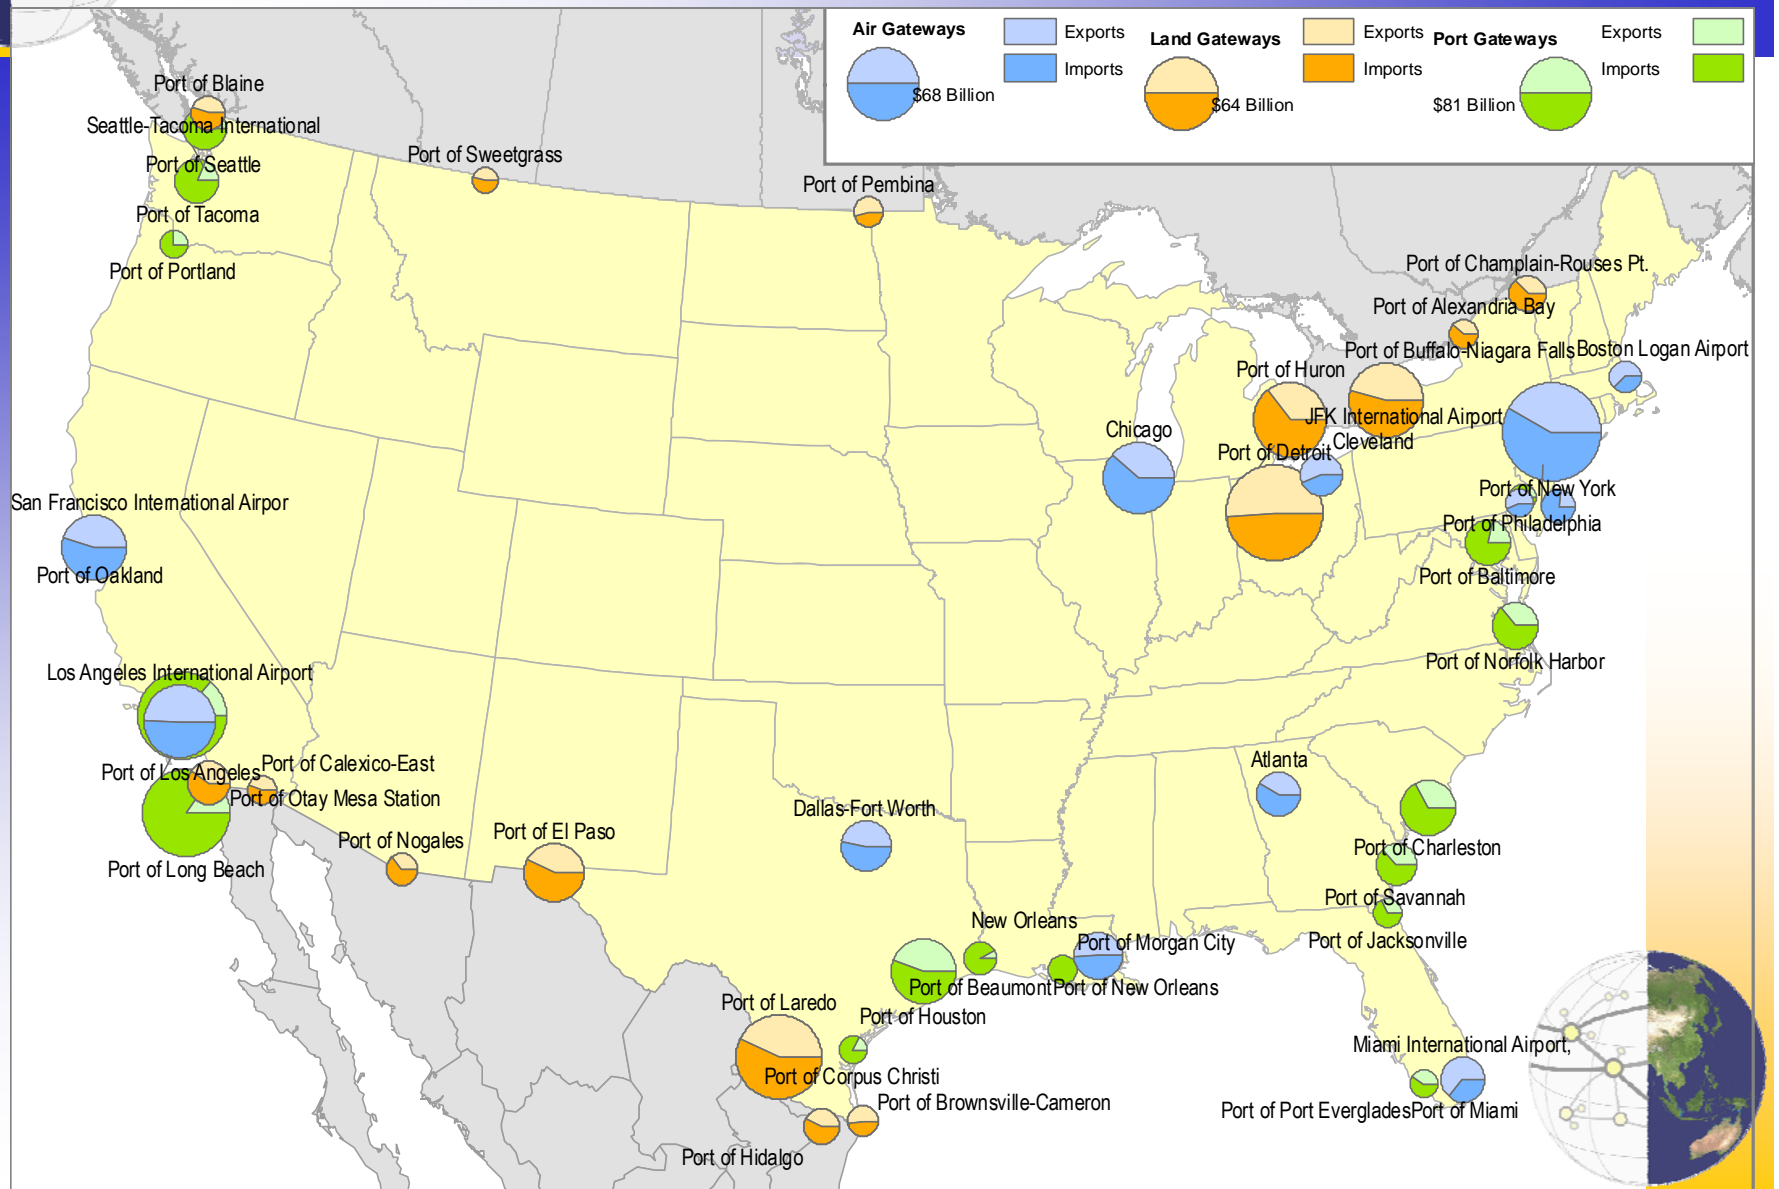 Air Gateways
Exports
Imports
$68 Billion
Land Gateways
Exports
Imports
$64 Billion
Port Gateways
Exports
Imports
$81 Billion
Port of Blaine
Seattle-Tacoma International
Port of Seattle
Port of Tacoma
Port of Portland
Port of Sweetgrass
Port of Pembina
Port of Champlain-Rouses Pt.
Port of Alexandria Bay
Port of Buffalo-Niagara Falls
Boston Logan Airport
Port of Huron
JFK International Airport
Chicago
Port of Detroit
Cleveland
Port of New York
Port of Philadelphia
Port of Baltimore
Port of Norfolk Harbor
San Francisco International Airpor
Port of Oakland
Los Angeles International Airport
Port of Los Angeles
Port of Calexico-East
Port of Otay Mesa Station
Port of Long Beach
Port of Nogales
Port of El Paso
Dallas-Fort Worth
Atlanta
Port of Charleston
Port of Savannah
Port of Jacksonville
New Orleans
Port of Morgan City
Port of Beaumont
Port of New Orleans
Port of Houston
Port of Laredo
Port of Corpus Christi
Port of Brownsville-Cameron
Port of Hidalgo
Miami International Airport,
Port of Port Everglades
Port of Miami